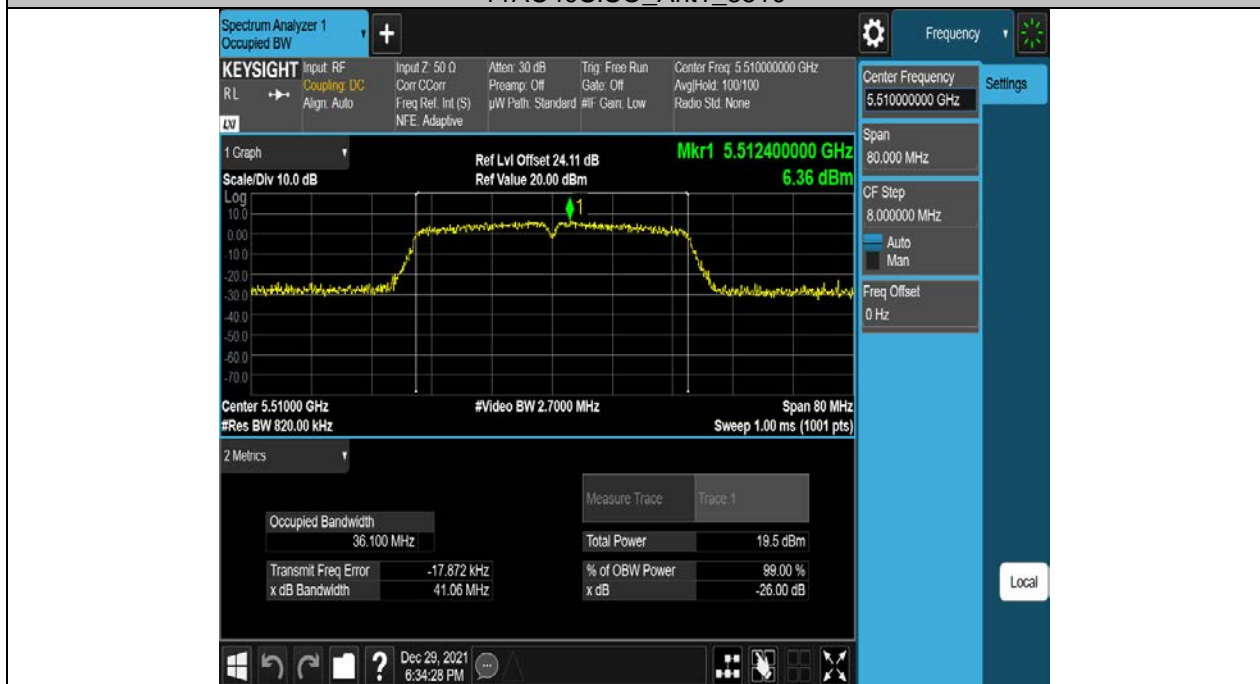 Spectrum Analyzer 1
Occupied BW
Frequency
KEYSIGHT
RL
LXI
Input: RF
Coupling: DC
Align: Auto
Input Z: 50 Ω
Corr CCorr
Freq Ref: Int (S)
NFE: Adaptive
Atten: 30 dB
Preamp: Off
µW Path: Standard
Trig: Free Run
Gate: Off
#IF Gain: Low
Center Freq: 5.510000000 GHz
Avg|Hold: 100/100
Radio Std: None
Center Frequency
5.510000000 GHz
Settings
Span
80.000 MHz
CF Step
8.000000 MHz
Auto
Man
Freq Offset
0 Hz
Local
1 Graph
Ref Lvl Offset 24.11 dB
Mkr1 5.512400000 GHz
Scale/Div 10.0 dB
Ref Value 20.00 dBm
6.36 dBm
Log
1
10.0
0.00
-10.0
-20.0
-30.0
-40.0
-50.0
-60.0
-70.0
Center 5.51000 GHz
#Video BW 2.7000 MHz
Span 80 MHz
#Res BW 820.00 kHz
Sweep 1.00 ms (1001 pts)
2 Metrics
Measure Trace
Trace 1
Occupied Bandwidth
36.100 MHz
Total Power
19.5 dBm
Transmit Freq Error
-17.872 kHz
% of OBW Power
99.00 %
x dB Bandwidth
41.06 MHz
x dB
-26.00 dB
Dec 29, 2021
6:34:28 PM